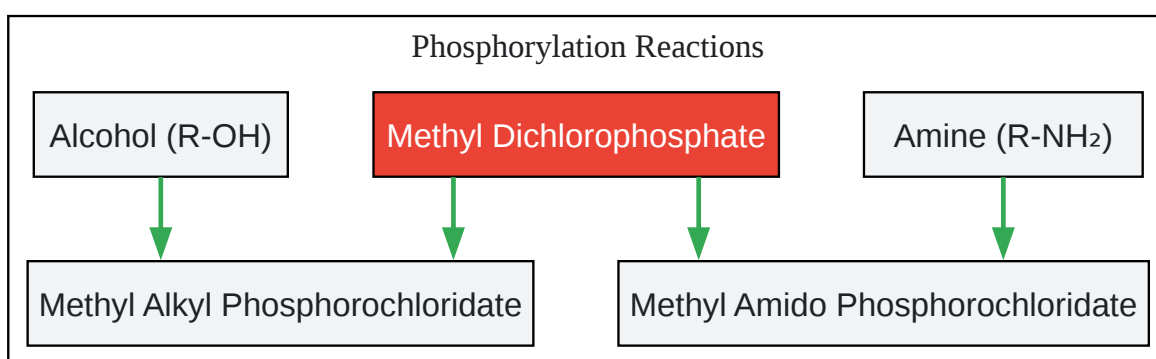 Phosphorylation Reactions
Alcohol (R-OH)
Methyl Dichlorophosphate
Amine (R-NH₂)
Methyl Alkyl Phosphorochloridate
Methyl Amido Phosphorochloridate